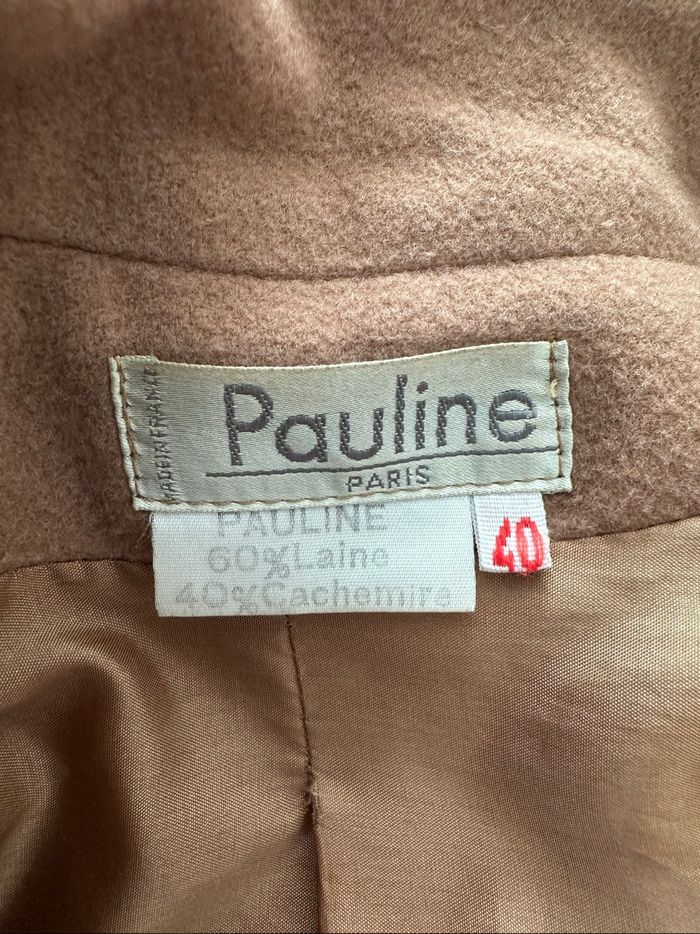 MADE IN FRANCE
Pauline
PARIS
PAULINE
60%Laine
40%Cachemire
40